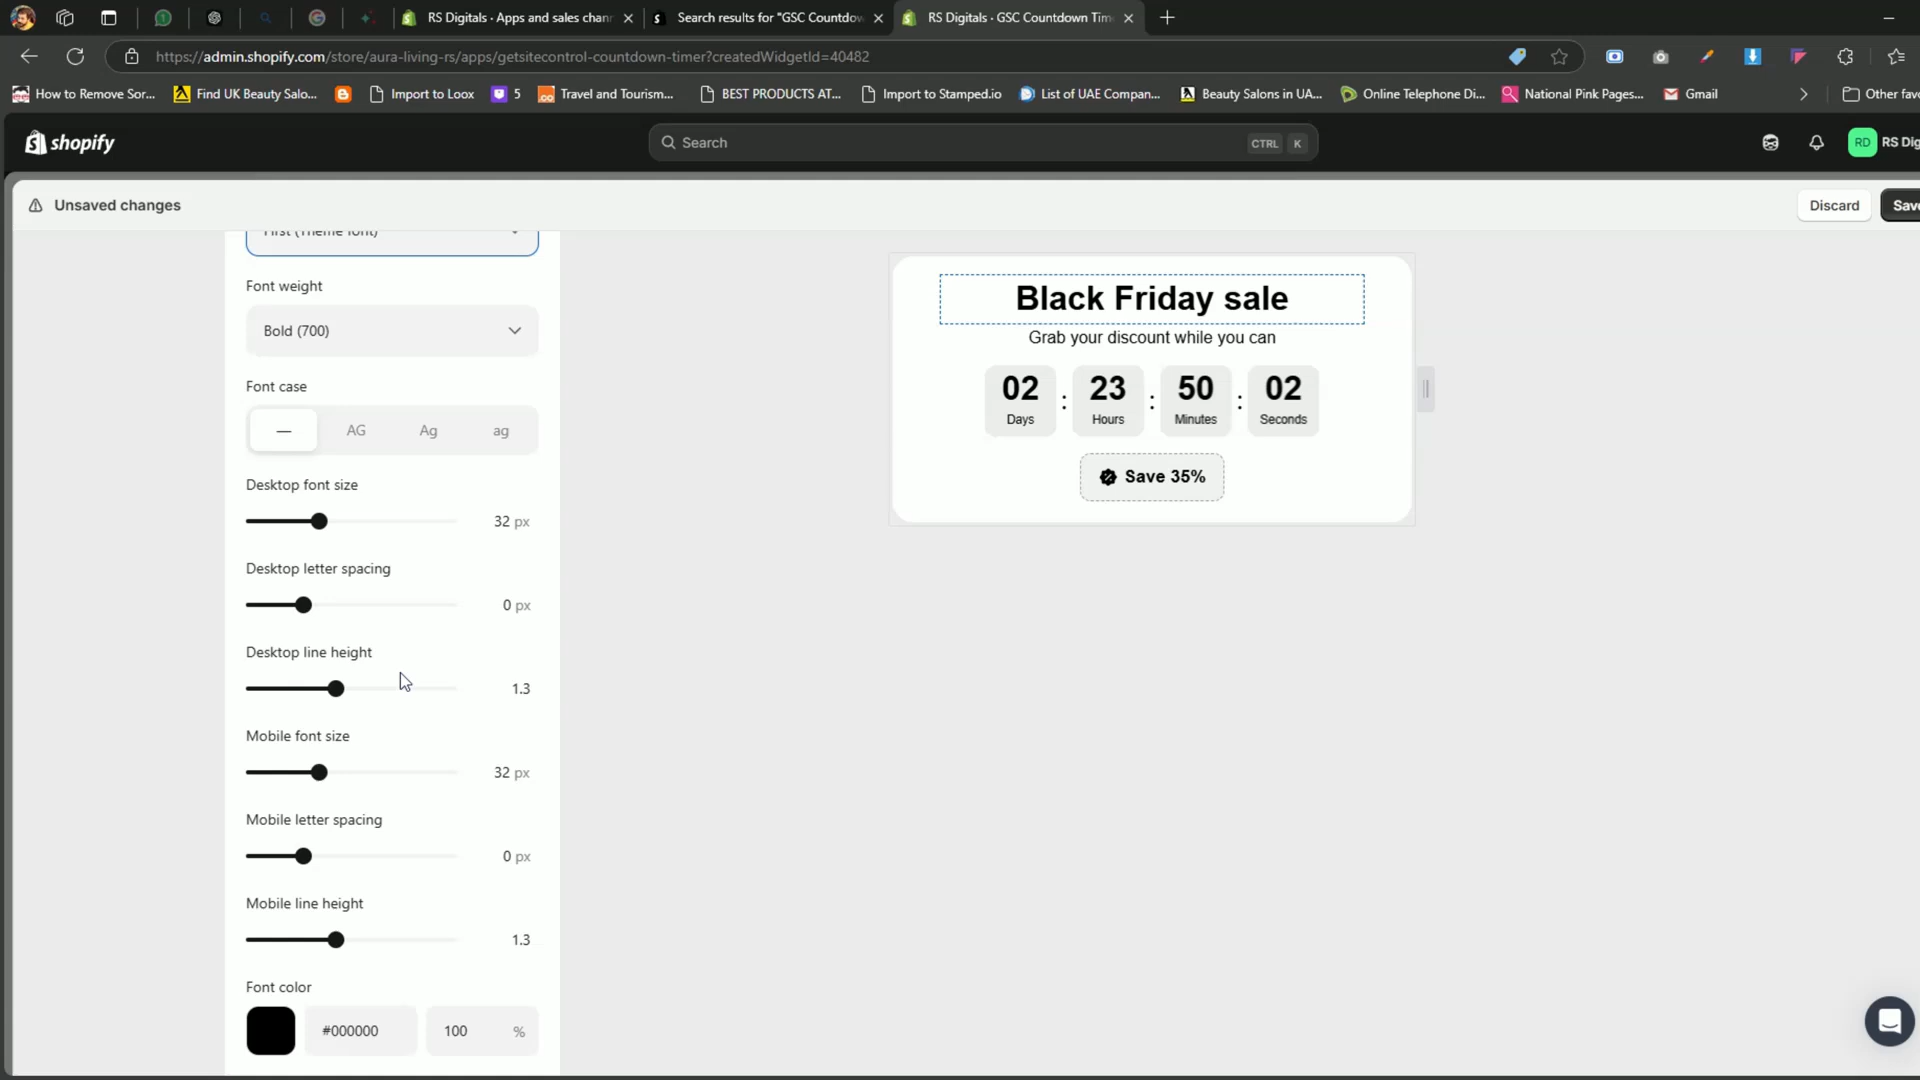 RS Digitals · Apps and sales chann
Search results for "GSC Countdow
RS Digitals · GSC Countdown Tim
https://admin.shopify.com/store/aura-living-rs/apps/getsitecontrol-countdown-timer?createdWidgetId=40482
How to Remove Sor...
Find UK Beauty Salo...
Import to Loox
5
Travel and Tourism...
BEST PRODUCTS AT...
Import to Stamped.io
List of UAE Compan...
Beauty Salons in UA...
Online Telephone Di...
National Pink Pages...
Gmail
Other favo
shopify
Search
CTRL K
RD
RS Dig
Unsaved changes
Discard
Save
First (Theme font)
Font weight
Bold (700)
Font case
— AG Ag ag
Desktop font size
32 px
Desktop letter spacing
0 px
Desktop line height
1.3
Mobile font size
32 px
Mobile letter spacing
0 px
Mobile line height
1.3
Font color
#000000
100 %
Black Friday sale
Grab your discount while you can
02 : 23 : 50 : 02
Days Hours Minutes Seconds
Save 35%